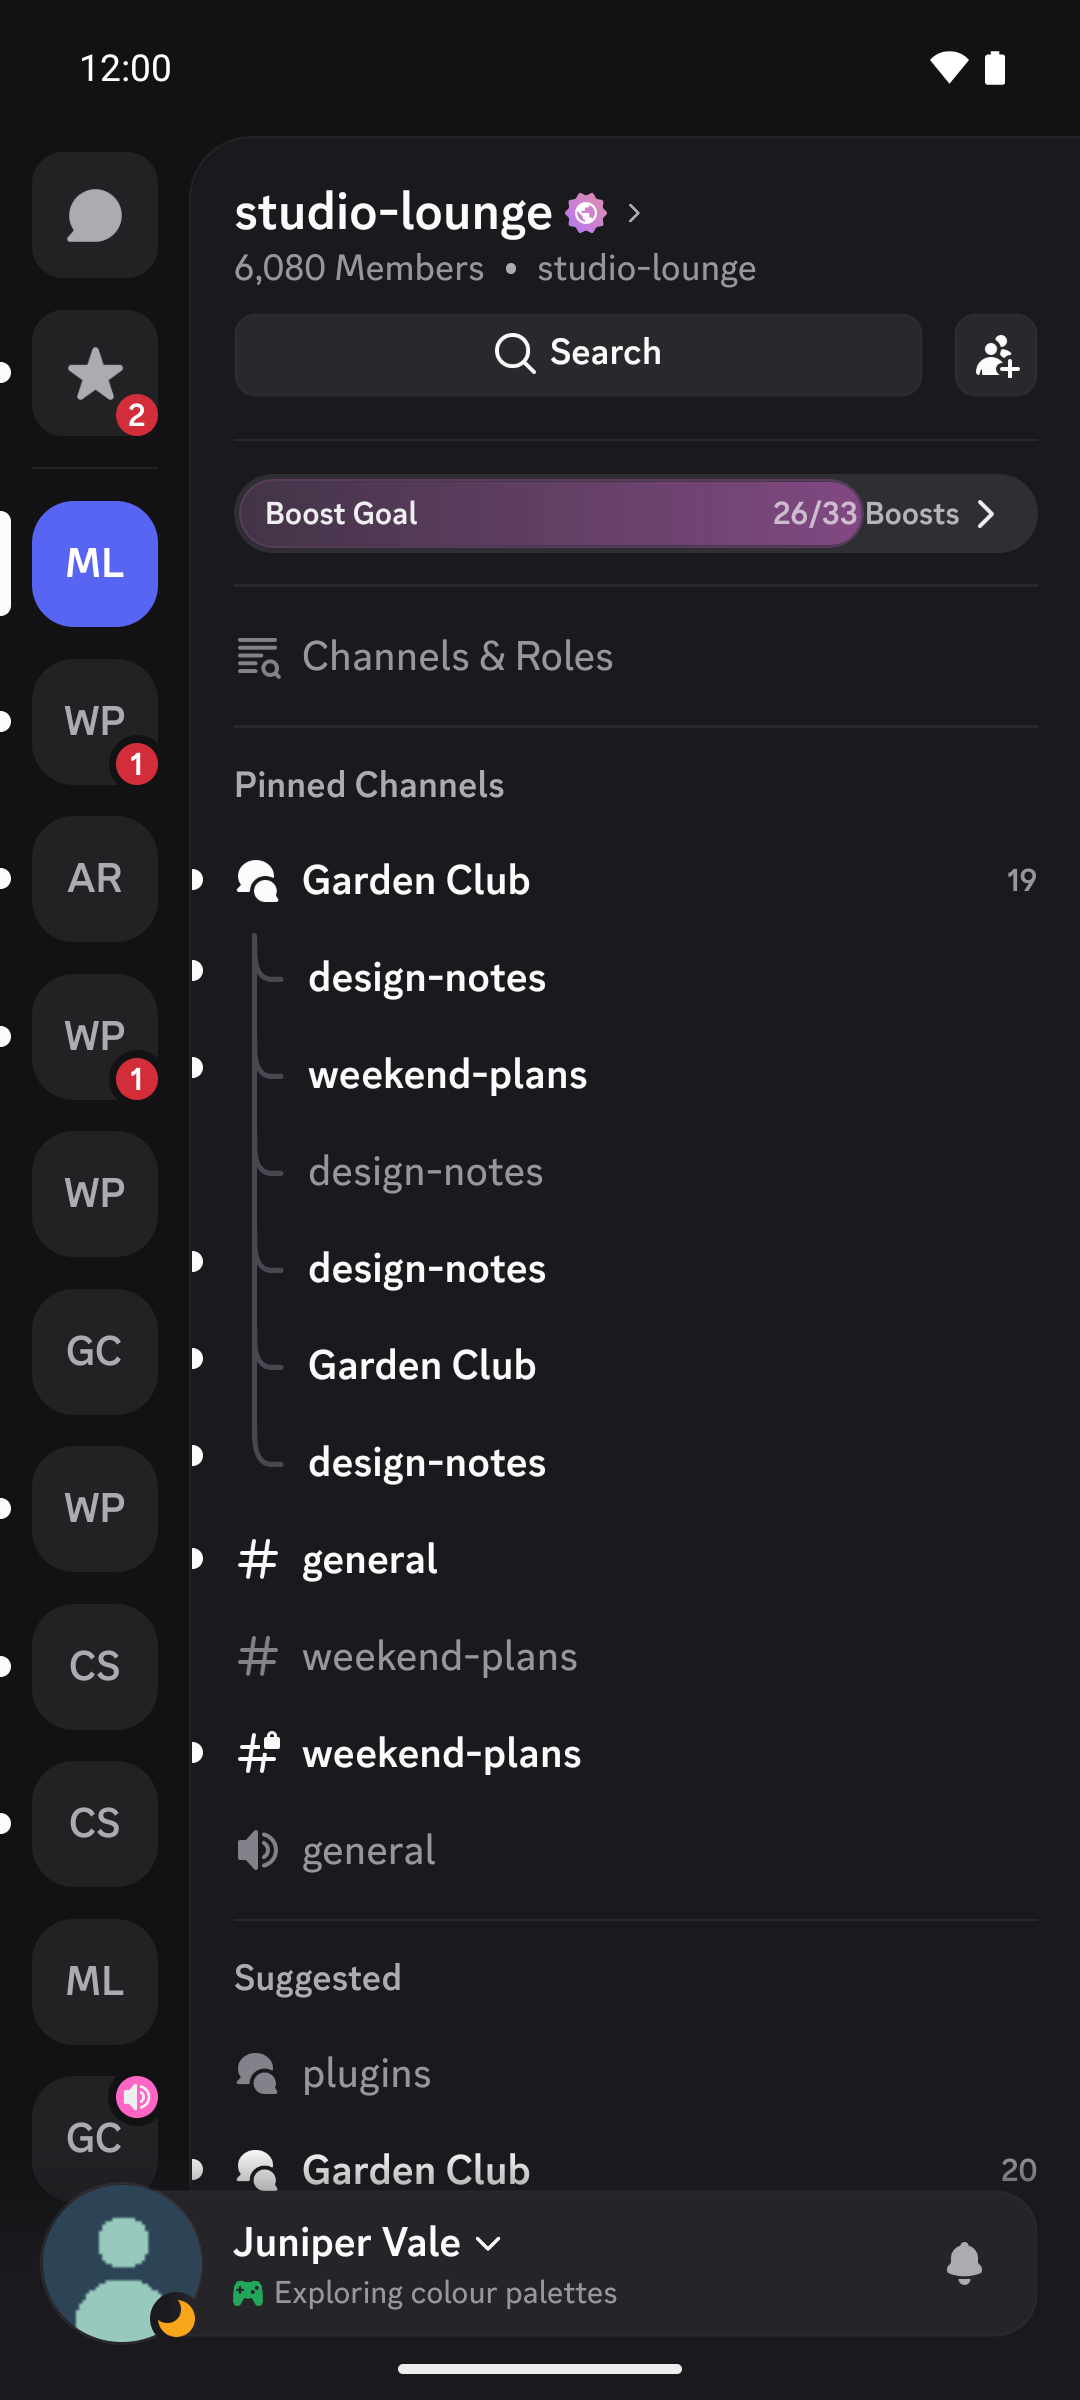 12:00
2
ML
WP
1
AR
WP
1
WP
GC
WP
CS
CS
ML
GC
studio-lounge
6,080 Members • studio-lounge
Search
Boost Goal 26/33 Boosts
Channels & Roles
Pinned Channels
Garden Club 19
design-notes
weekend-plans
design-notes
design-notes
Garden Club
design-notes
general
weekend-plans
weekend-plans
general
Suggested
plugins
Garden Club 20
Juniper Vale
Exploring colour palettes